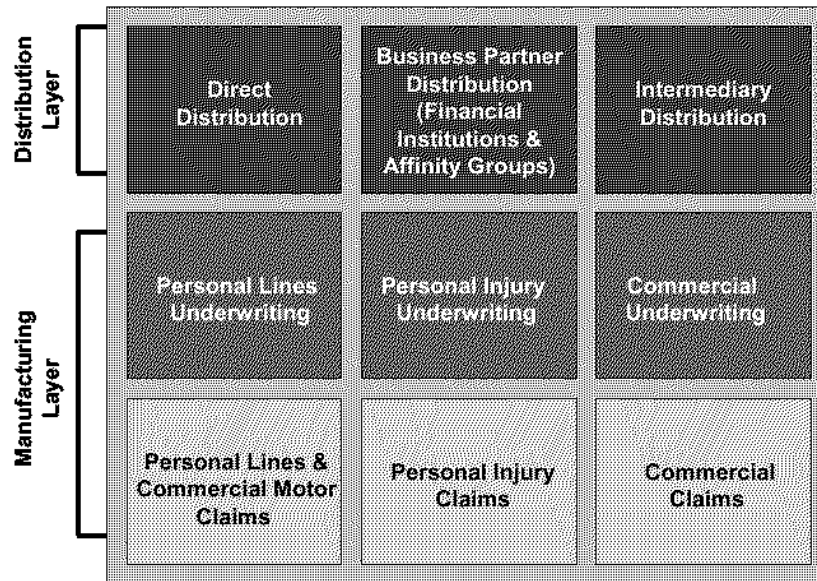 Distribution
Layer
Direct
Distribution
Business Partner
Distribution
(Financial
Institutions &
Affinity Groups)
Intermediary
Distribution
Manufacturing
Layer
Personal Lines
Underwriting
Personal Injury
Underwriting
Commercial
Underwriting
Personal Lines &
Commercial Motor
Claims
Personal Injury
Claims
Commercial
Claims